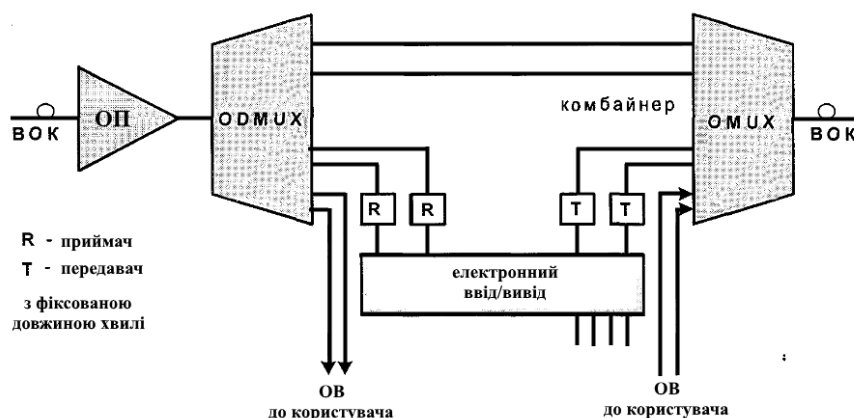 комбайнер
ВОК
ОП
ODMUX
OMUX
ВОК
R
R
T
T
R - приймач
T - передавач
з фіксованою
довжиною хвилі
електронний
ввід/вивід
ОВ
до користувача
ОВ
до користувача